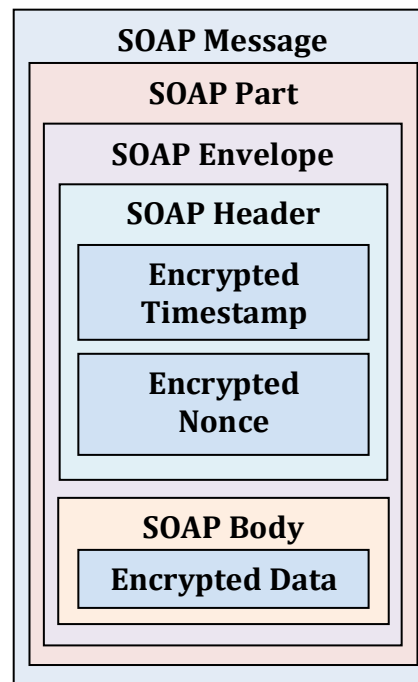 SOAP Message
SOAP Part
SOAP Envelope
SOAP Header
Encrypted
Timestamp
Encrypted
Nonce
SOAP Body
Encrypted Data